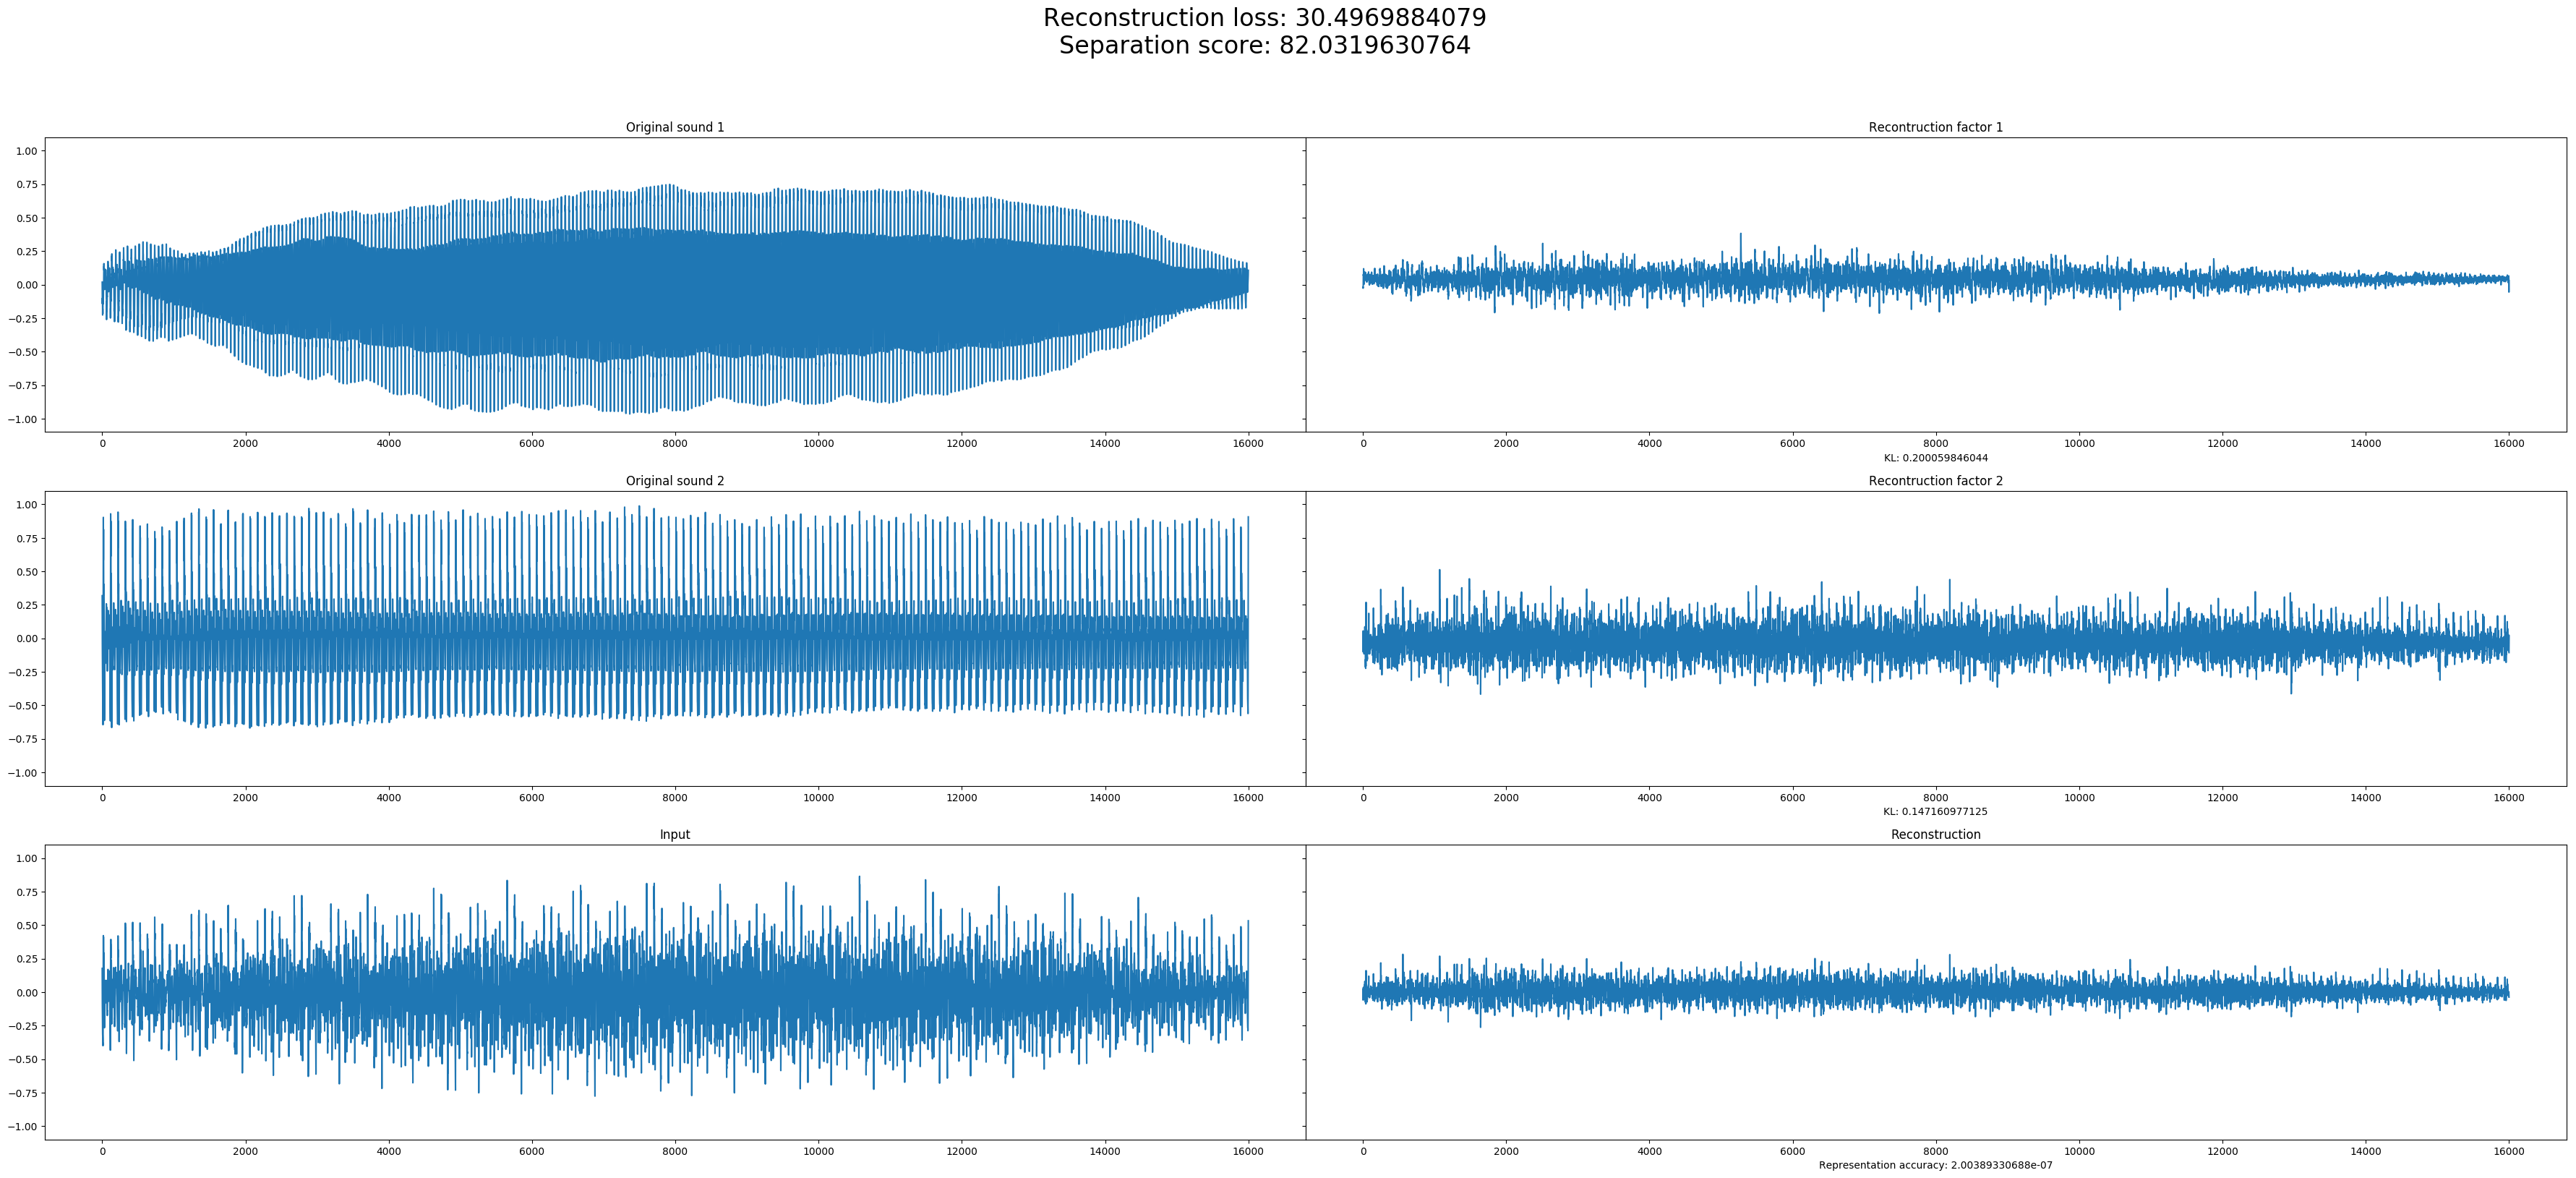 Reconstruction loss: 30.4969884079
Separation score: 82.0319630764
Original sound 1
Recontruction factor 1
1.00
0.75
0.50
0.25
0.00
−0.25
−0.50
−0.75
−1.00
0 2000 4000 6000 8000 10000 12000 14000 16000
0 2000 4000 6000 8000 10000 12000 14000 16000
KL: 0.200059846044
Original sound 2
Recontruction factor 2
1.00
0.75
0.50
0.25
0.00
−0.25
−0.50
−0.75
−1.00
0 2000 4000 6000 8000 10000 12000 14000 16000
0 2000 4000 6000 8000 10000 12000 14000 16000
KL: 0.147160977125
Input
Reconstruction
1.00
0.75
0.50
0.25
0.00
−0.25
−0.50
−0.75
−1.00
0 2000 4000 6000 8000 10000 12000 14000 16000
0 2000 4000 6000 8000 10000 12000 14000 16000
Representation accuracy: 2.00389330688e-07